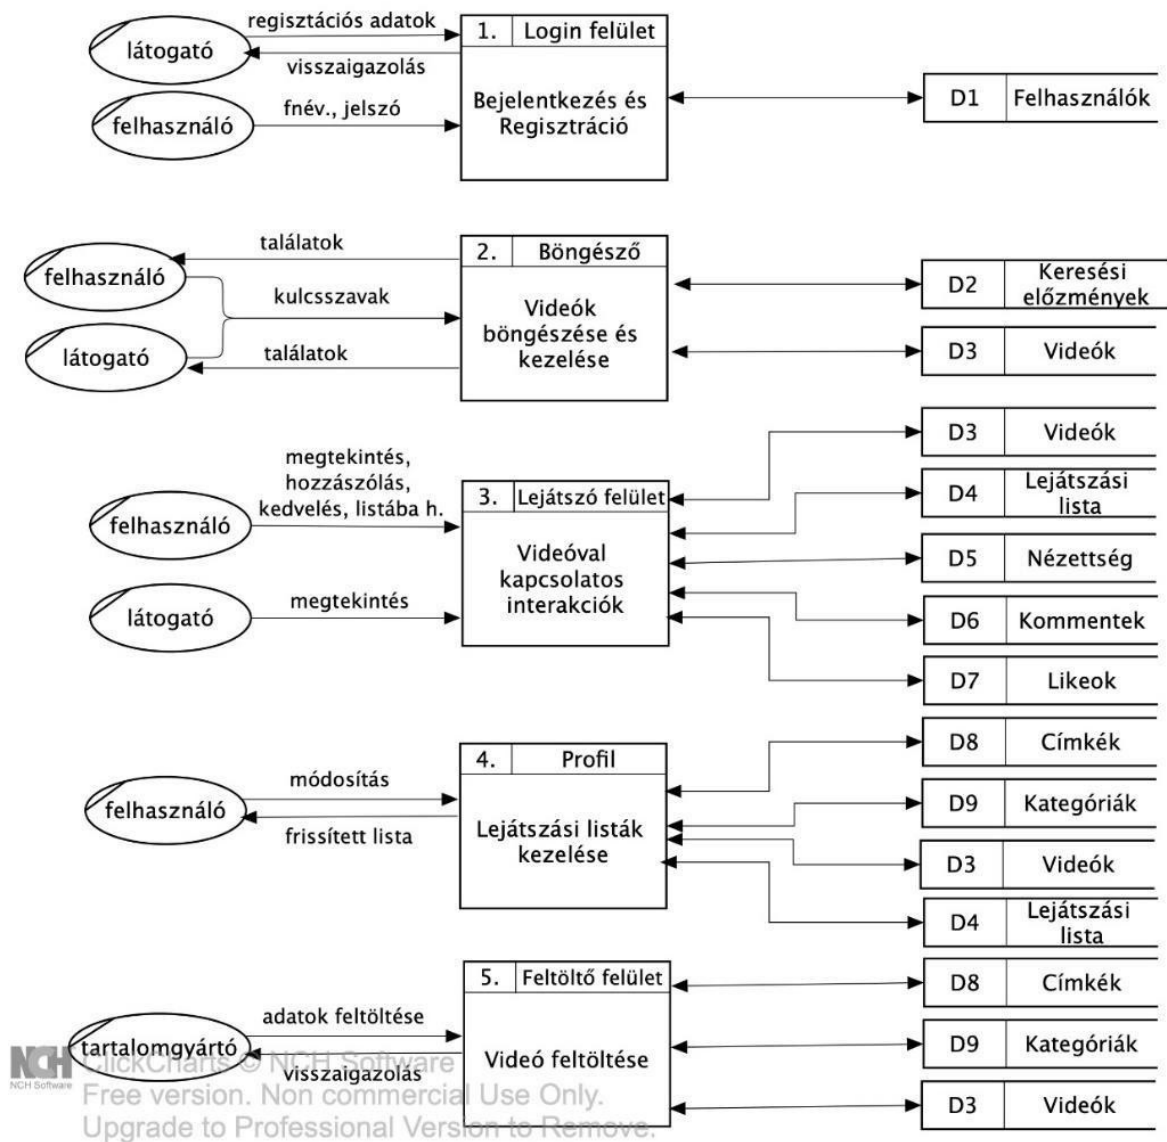 regisztációs adatok
látogató
visszaigazolás
felhasználó
fnév., jelszó
1. Login felület
Bejelentkezés és
Regisztráció
D1 Felhasználók
találatok
felhasználó
kulcsszavak
látogató
találatok
2. Böngésző
Videók
böngészése és
kezelése
D2 Keresési
előzmények
D3 Videók
megtekintés,
hozzászólás,
kedvelés, listába h.
felhasználó
látogató
megtekintés
3. Lejátszó felület
Videóval
kapcsolatos
interakciók
D3 Videók
D4 Lejátszási
lista
D5 Nézettség
D6 Kommentek
D7 Likeok
módosítás
felhasználó
frissített lista
4. Profil
Lejátszási listák
kezelése
D8 Címkék
D9 Kategóriák
D3 Videók
D4 Lejátszási
lista
adatok feltöltése
tartalomgyártó
visszaigazolás
5. Feltöltő felület
Videó feltöltése
D8 Címkék
D9 Kategóriák
D3 Videók
NCH
NCH Software
ClickCharts © NCH Software
Free version. Non commercial Use Only.
Upgrade to Professional Version to Remove.